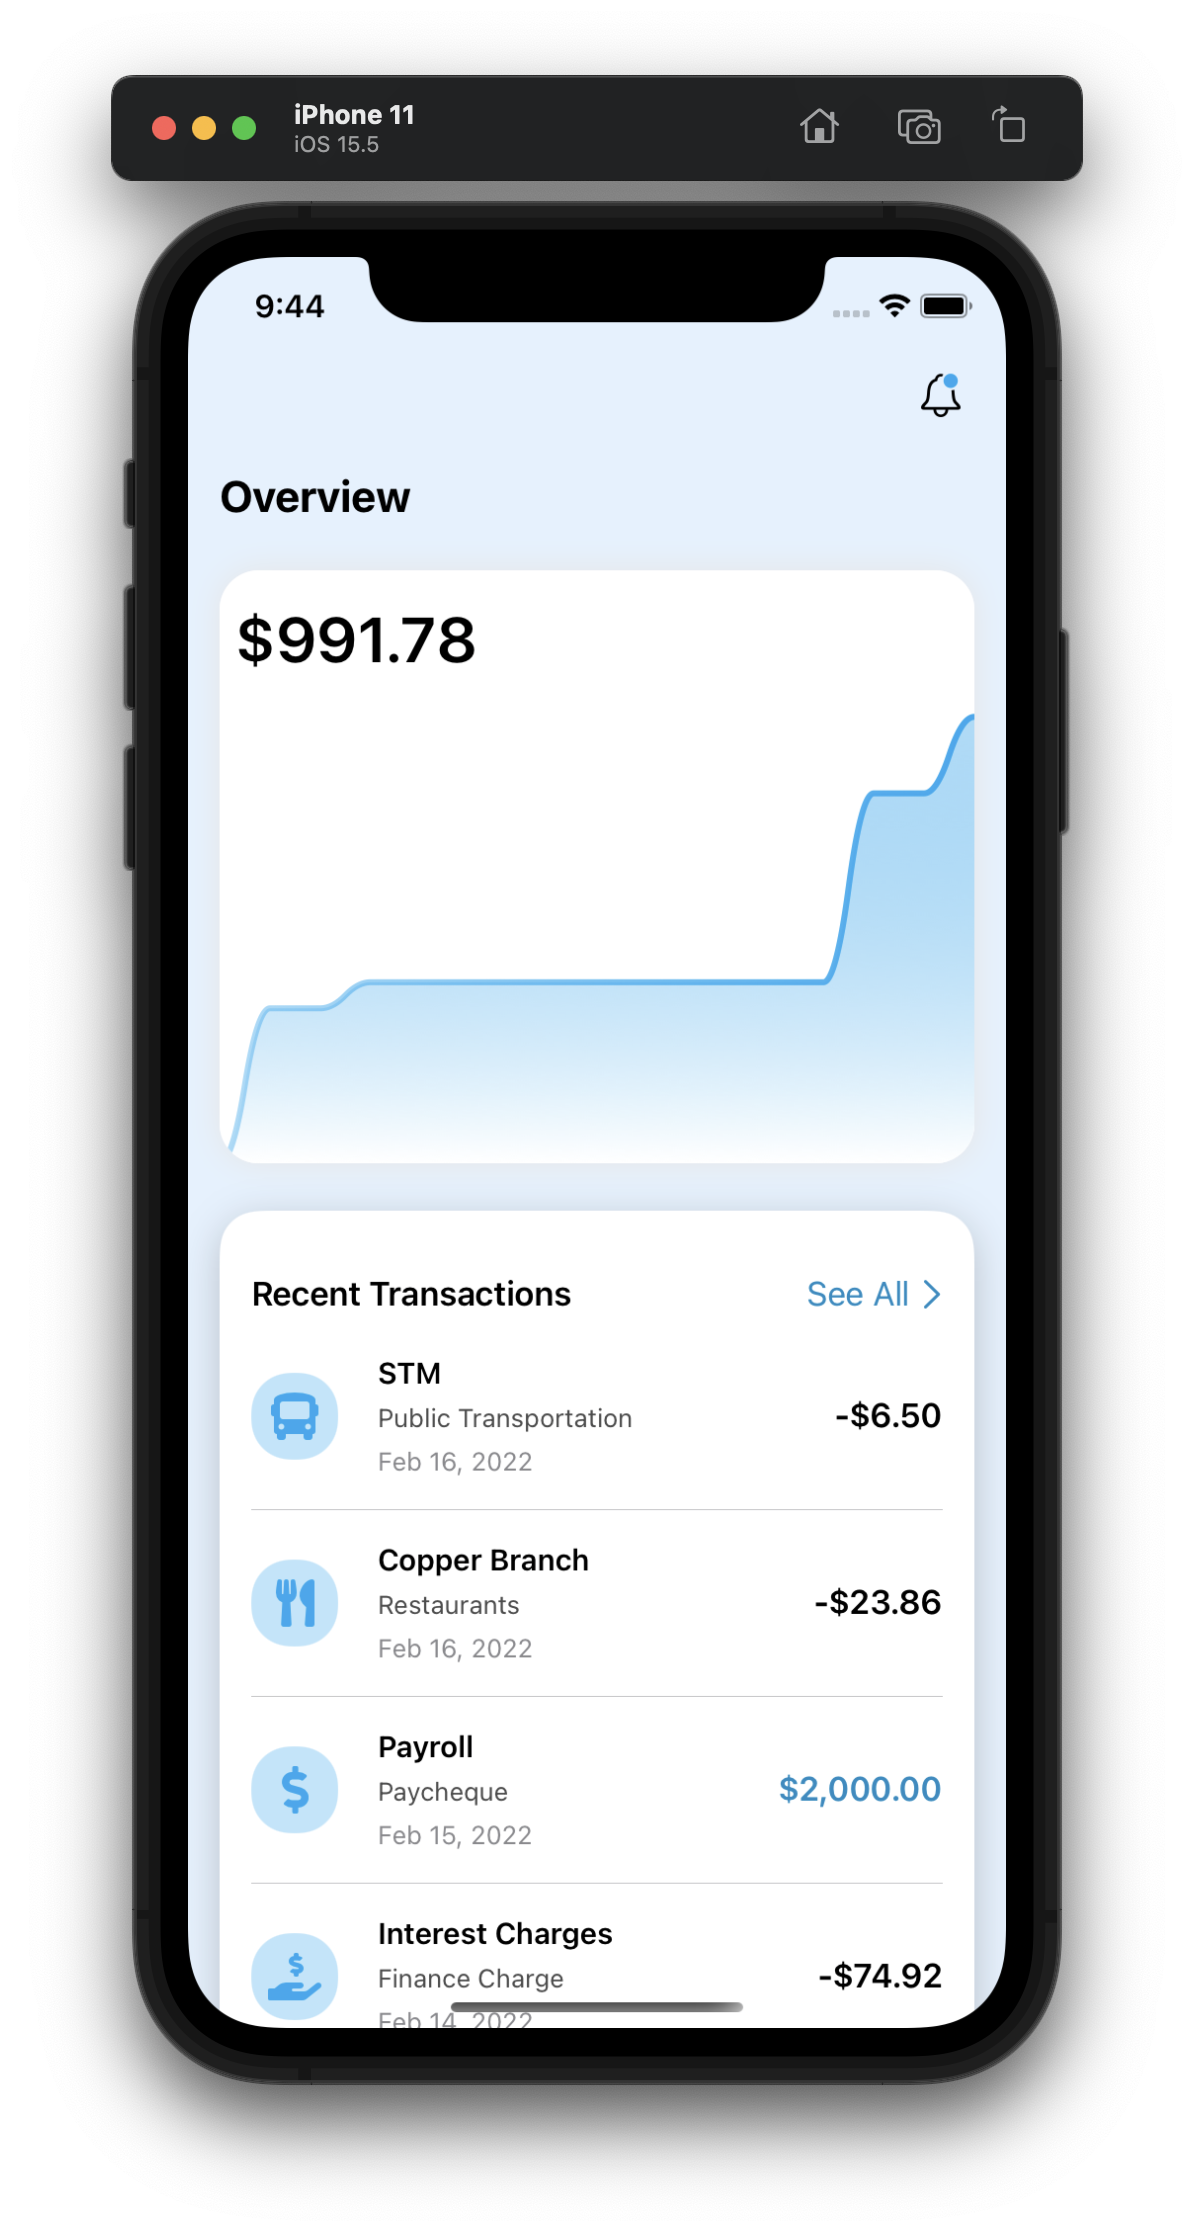 iPhone 11
iOS 15.5
9:44
Overview
$991.78
Recent Transactions
See All
STM
Public Transportation
-$6.50
Feb 16, 2022
Copper Branch
Restaurants
-$23.86
Feb 16, 2022
Payroll
Paycheque
$2,000.00
Feb 15, 2022
Interest Charges
Finance Charge
-$74.92
Feb 14, 2022